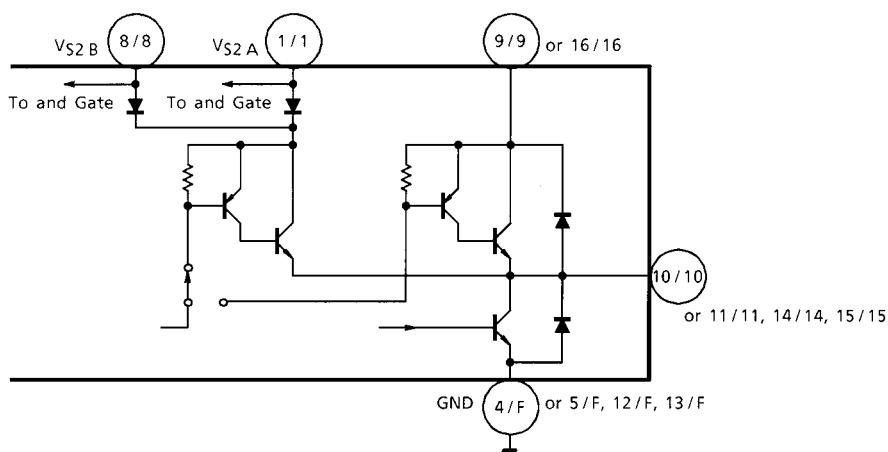 VS2 B 8/8 VS2 A 1/1 9/9 or 16/16
To and Gate To and Gate
10/10
or 11/11, 14/14, 15/15
GND 4/F or 5/F, 12/F, 13/F